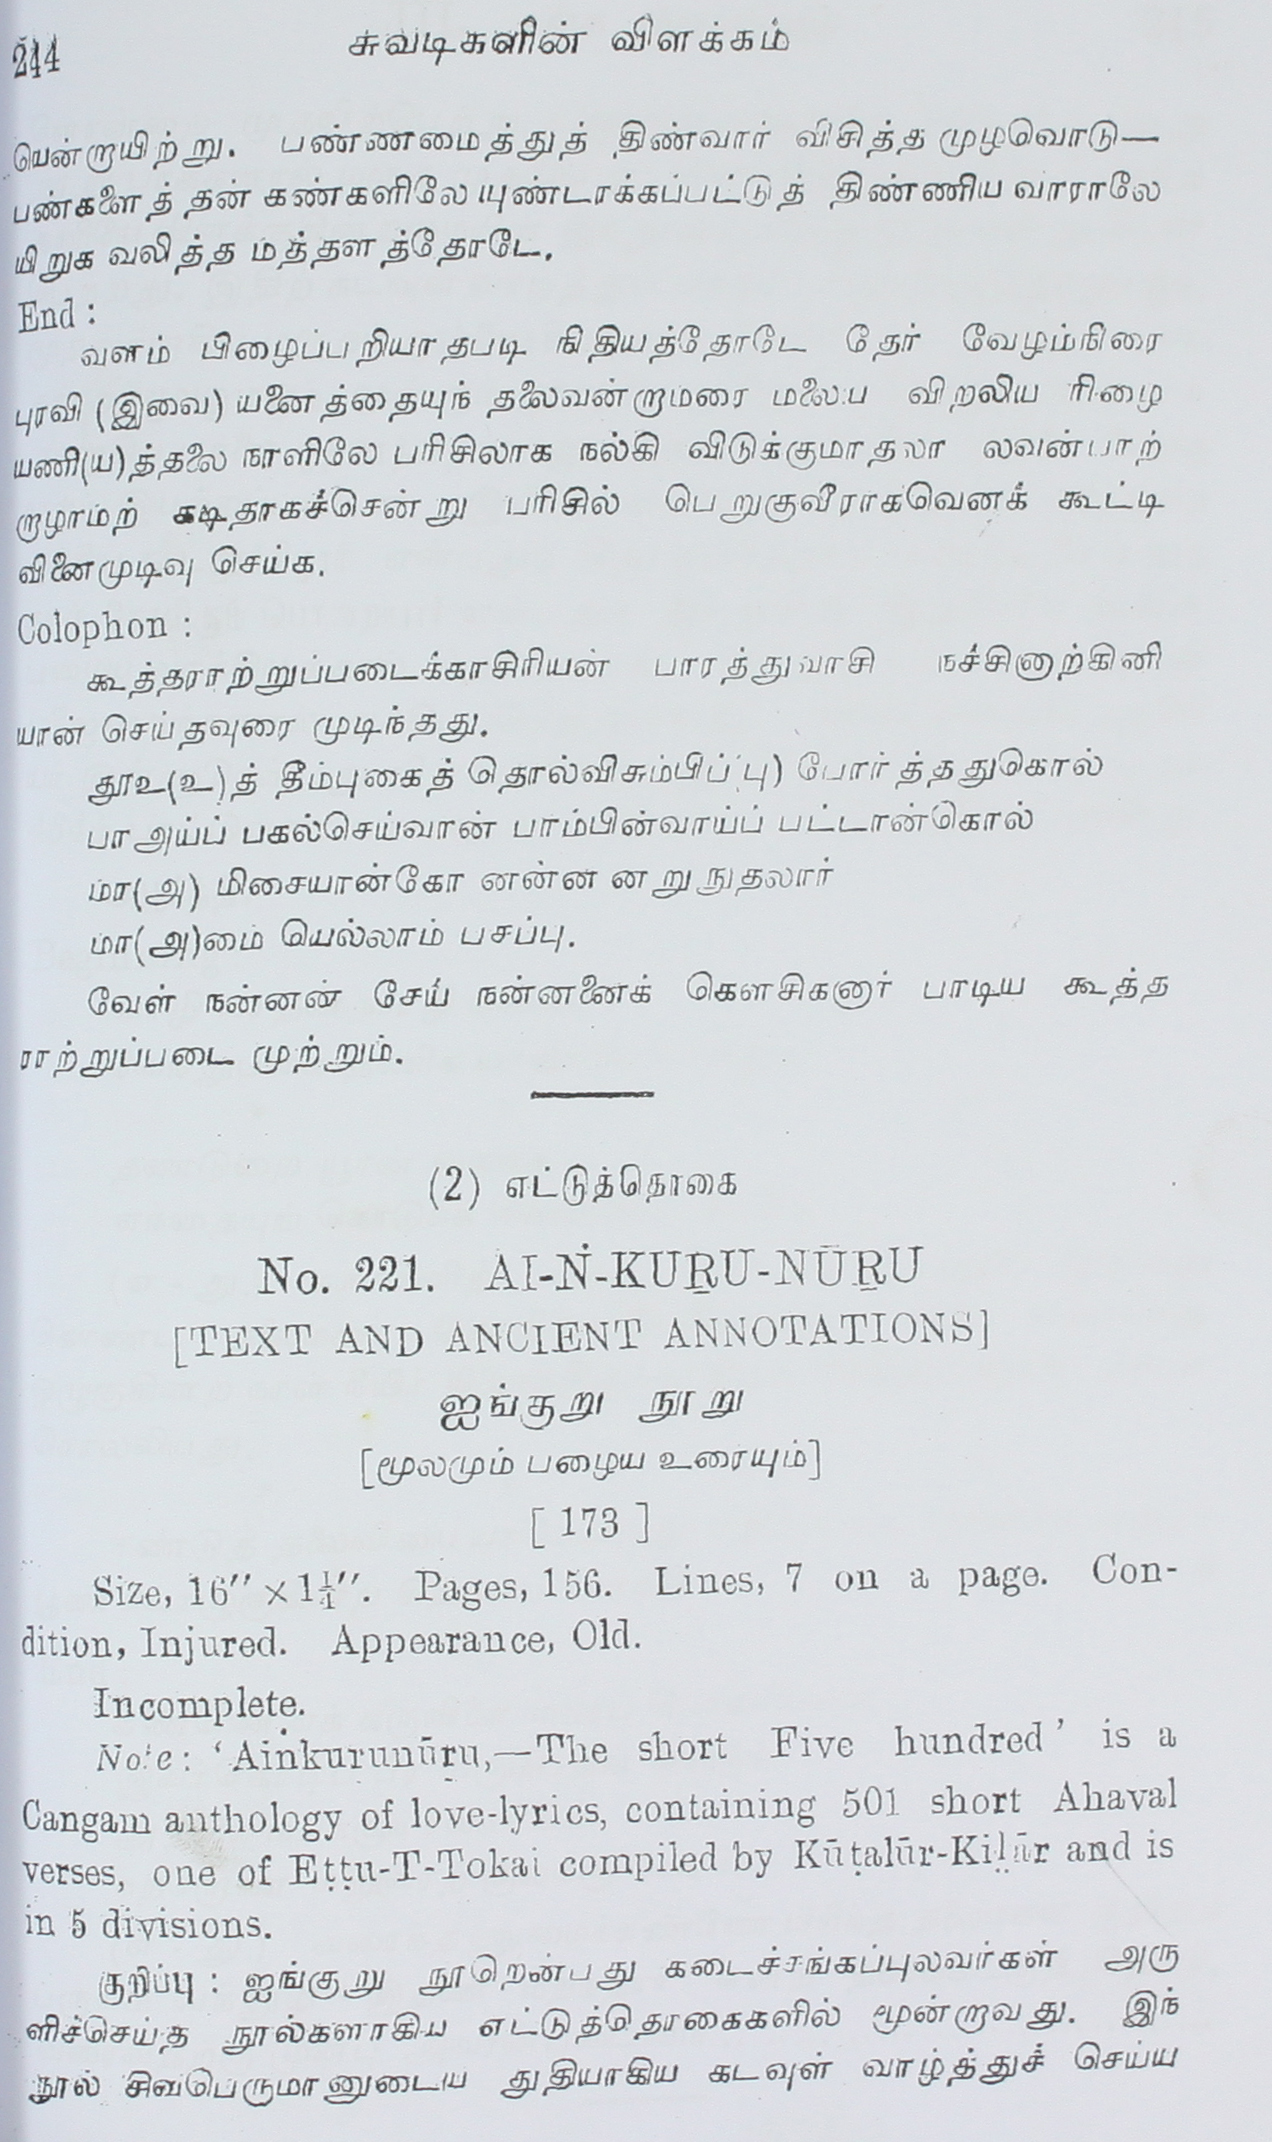 244
சுவடிகளின் விளக்கம்
யென்றாயிற்று. பண்ணமைத்துத் திண்வார் விசித்த முழவொடு—
பண்களைத் தன் கண்களிலே யுண்டாக்கப்பட்டுத் திண்ணிய வாராலே
யிறுக வலித்த மத்தளத்தோடே.
End :
வளம் பிழைப்பறியாதபடி நிதியத்தோடே தேர் வேழம்நிரை
புரவி (இவை) யனைத்தையுந் தலைவன்றாமரை மலைய விறலிய ரிழை
யணி(ய)த்தலை நாளிலே பரிசிலாக நல்கி விடுக்குமாதலா லவன்பாற்
றாழாமற் கடிதாகச்சென்று பரிசில் பெறுகுவீராகவெனக் கூட்டி
வினைமுடிவு செய்க.
Colophon :
கூத்தராற்றுப்படைக்காசிரியன் பாரத்துவாசி நச்சினார்கினி
யான் செய்தவுரை முடிந்தது.
தூஉ(உ)த் தீம்புகைத் தொல்விசும்பிப்(பு) போர்த்ததுகொல்
பாஅய்ப் பகல்செய்வான் பாம்பின்வாய்ப் பட்டான்கொல்
மா(அ) மிசையான்கோ னன்ன னறுநுதலார்
மா(அ)மை யெல்லாம் பசப்பு.
வேள் நன்னன் சேய் நன்னனைக் கௌசிகனார் பாடிய கூத்த
ராற்றுப்படை முற்றும்.
(2) எட்டுத்தொகை
No. 221. AI-Ṅ-KUṞU-NŪṞU
[TEXT AND ANCIENT ANNOTATIONS]
ஐங்குறு நூறு
[மூலமும் பழைய உரையும்]
[ 173 ]
Size, 16″ × 1¼″. Pages, 156. Lines, 7 on a page. Con-
dition, Injured. Appearance, Old.
Incomplete.
Note: ‘Aiṅkurunūṟu,—The short Five hundred’ is a
Cangam anthology of love-lyrics, containing 501 short Ahaval
verses, one of Eṭṭu-T-Tokai compiled by Kūṭalūr-Kiḻār and is
in 5 divisions.
குறிப்பு : ஐங்குறு நூறென்பது கடைச்சங்கப்புலவர்கள் அரு
ளிச்செய்த நூல்களாகிய எட்டுத்தொகைகளில் மூன்றாவது. இந்
நூல் சிவபெருமானுடைய துதியாகிய கடவுள் வாழ்த்துச் செய்ய